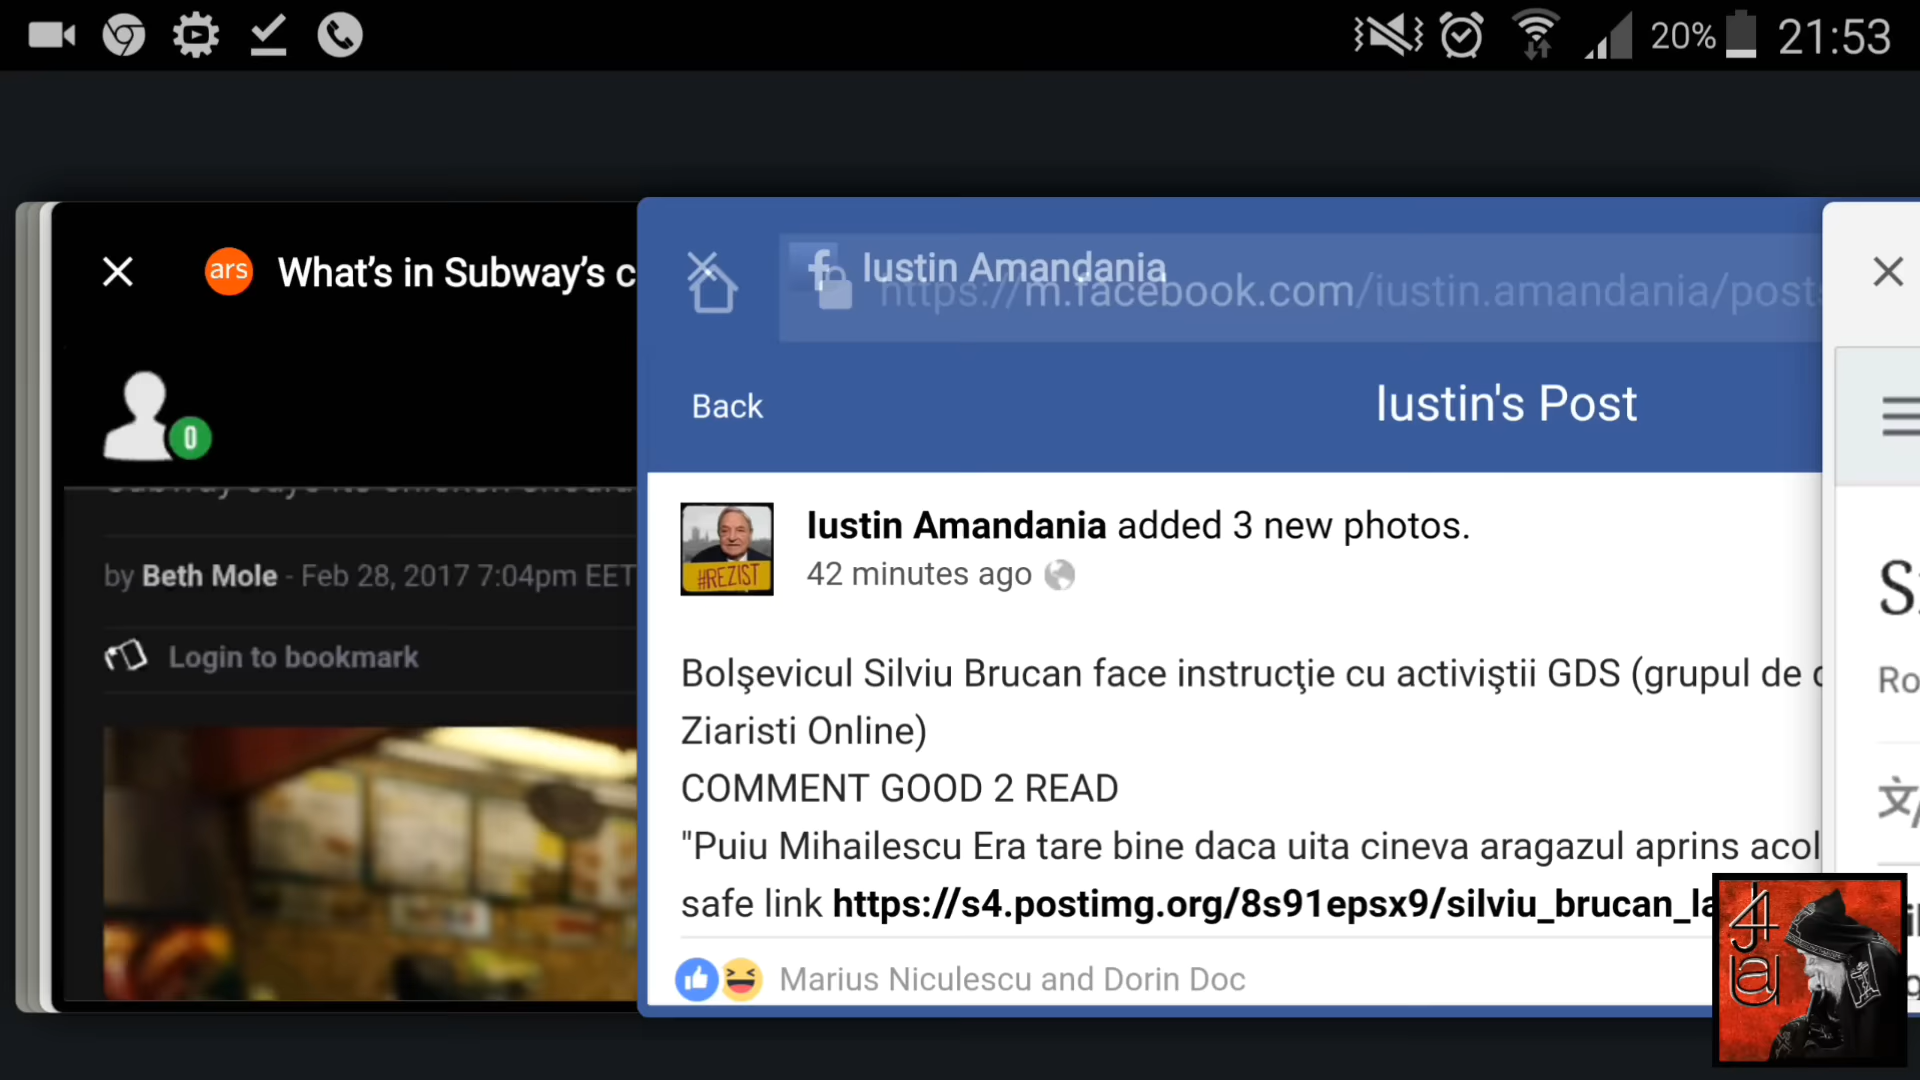 20% 21:53
ars What's in Subway's c
0
by Beth Mole - Feb 28, 2017 7:04pm EET
Login to bookmark
Iustin Amandania
https://m.facebook.com/iustin.amandania/posts
Back
Iustin's Post
#REZIST
Iustin Amandania added 3 new photos.
42 minutes ago
Bolşevicul Silviu Brucan face instrucţie cu activiştii GDS (grupul de
Ziaristi Online)
COMMENT GOOD 2 READ
"Puiu Mihailescu Era tare bine daca uita cineva aragazul aprins acol
safe link https://s4.postimg.org/8s91epsx9/silviu_brucan_la
Marius Niculescu and Dorin Doc
Ro